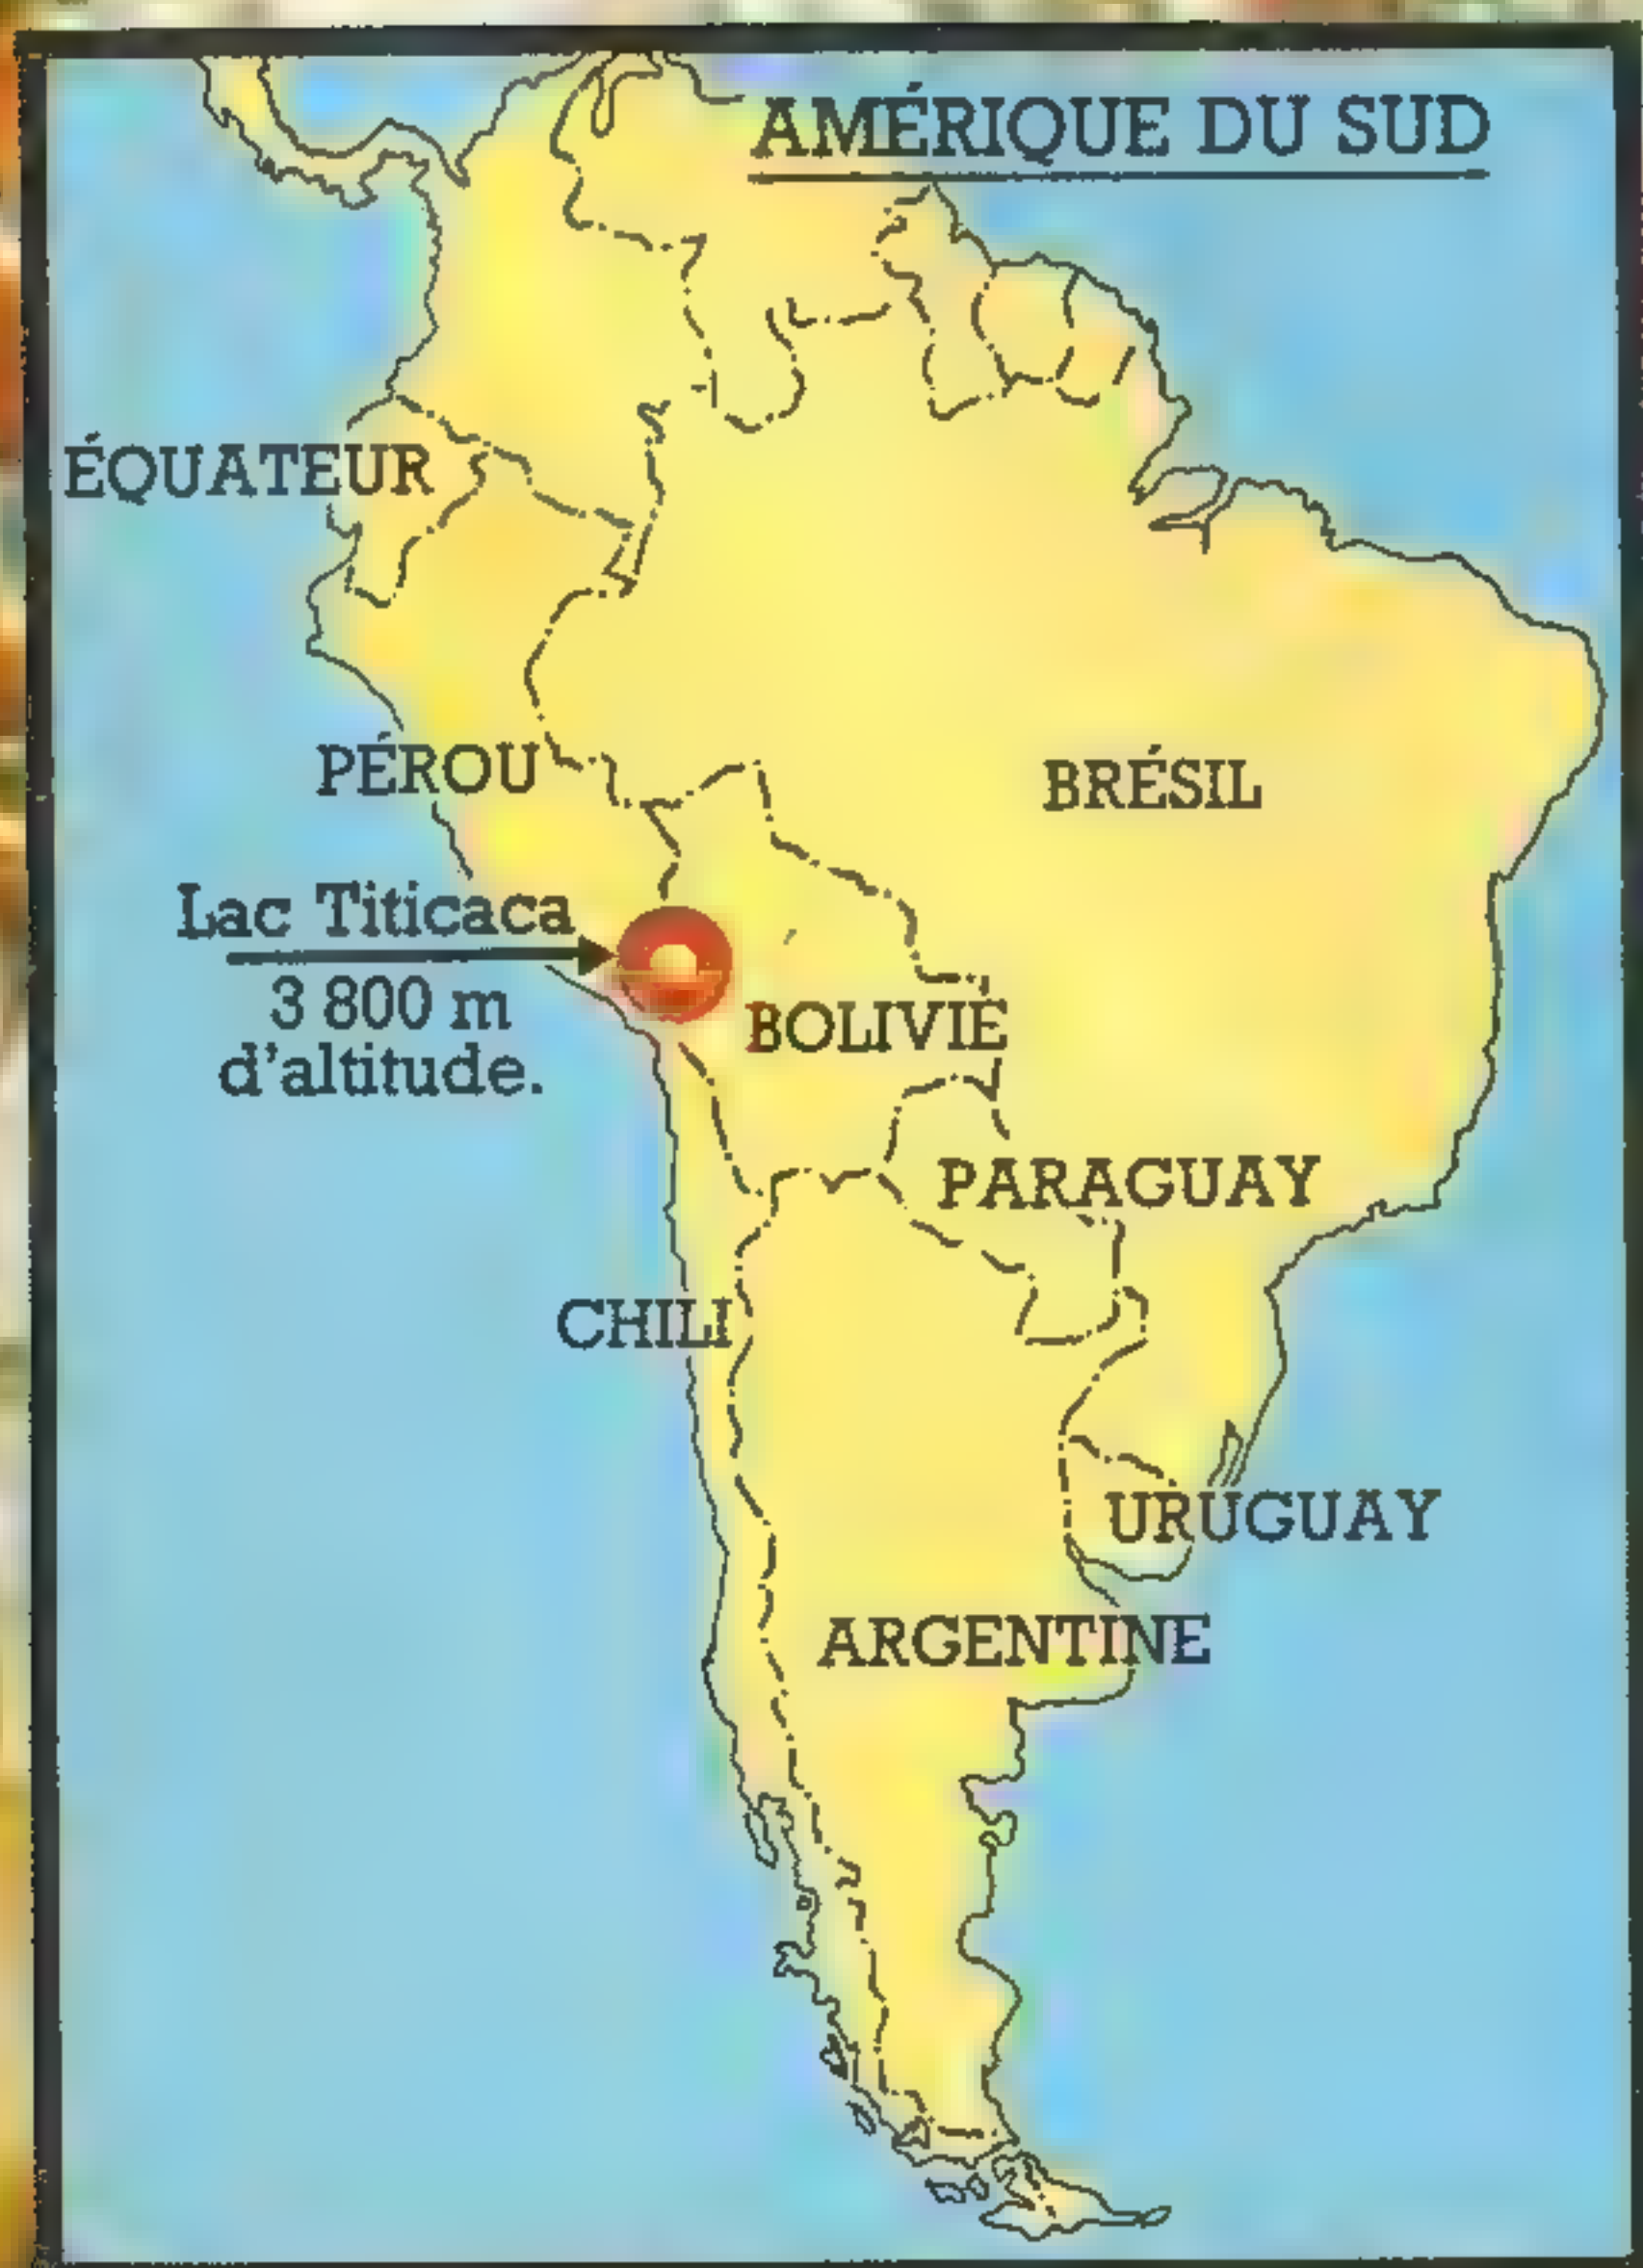 AMÉRIQUE DU SUD
ÉQUATEUR
PÉROU
BRÉSIL
Lac Titicaca
3 800 m
d'altitude.
BOLIVIE
PARAGUAY
CHILI
URUGUAY
ARGENTINE